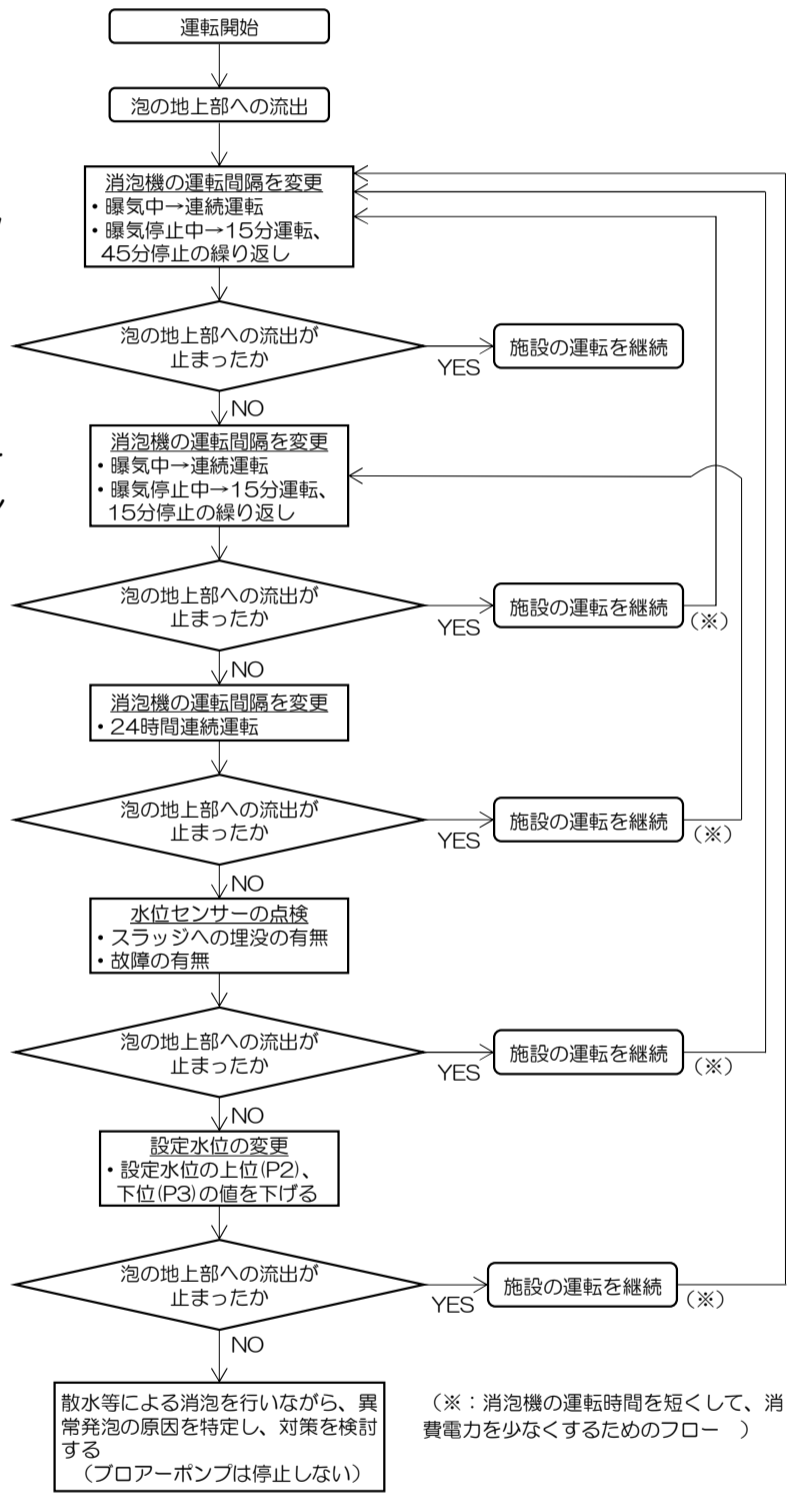 運転開始
泡の地上部への流出
消泡機の運転間隔を変更
・曝気中→連続運転
・曝気停止中→15分運転、
45分停止の繰り返し
泡の地上部への流出が
止まったか
YES
施設の運転を継続
NO
消泡機の運転間隔を変更
・曝気中→連続運転
・曝気停止中→15分運転、
15分停止の繰り返し
泡の地上部への流出が
止まったか
YES
施設の運転を継続
（※）
NO
消泡機の運転間隔を変更
・24時間連続運転
泡の地上部への流出が
止まったか
YES
施設の運転を継続
（※）
NO
水位センサーの点検
・スラッジへの埋没の有無
・故障の有無
泡の地上部への流出が
止まったか
YES
施設の運転を継続
（※）
NO
設定水位の変更
・設定水位の上位(P2)、
下位(P3)の値を下げる
泡の地上部への流出が
止まったか
YES
施設の運転を継続
（※）
NO
散水等による消泡を行いながら、異
常発泡の原因を特定し、対策を検討
する
（ブロアーポンプは停止しない）
（※：消泡機の運転時間を短くして、消
費電力を少なくするためのフロー　）